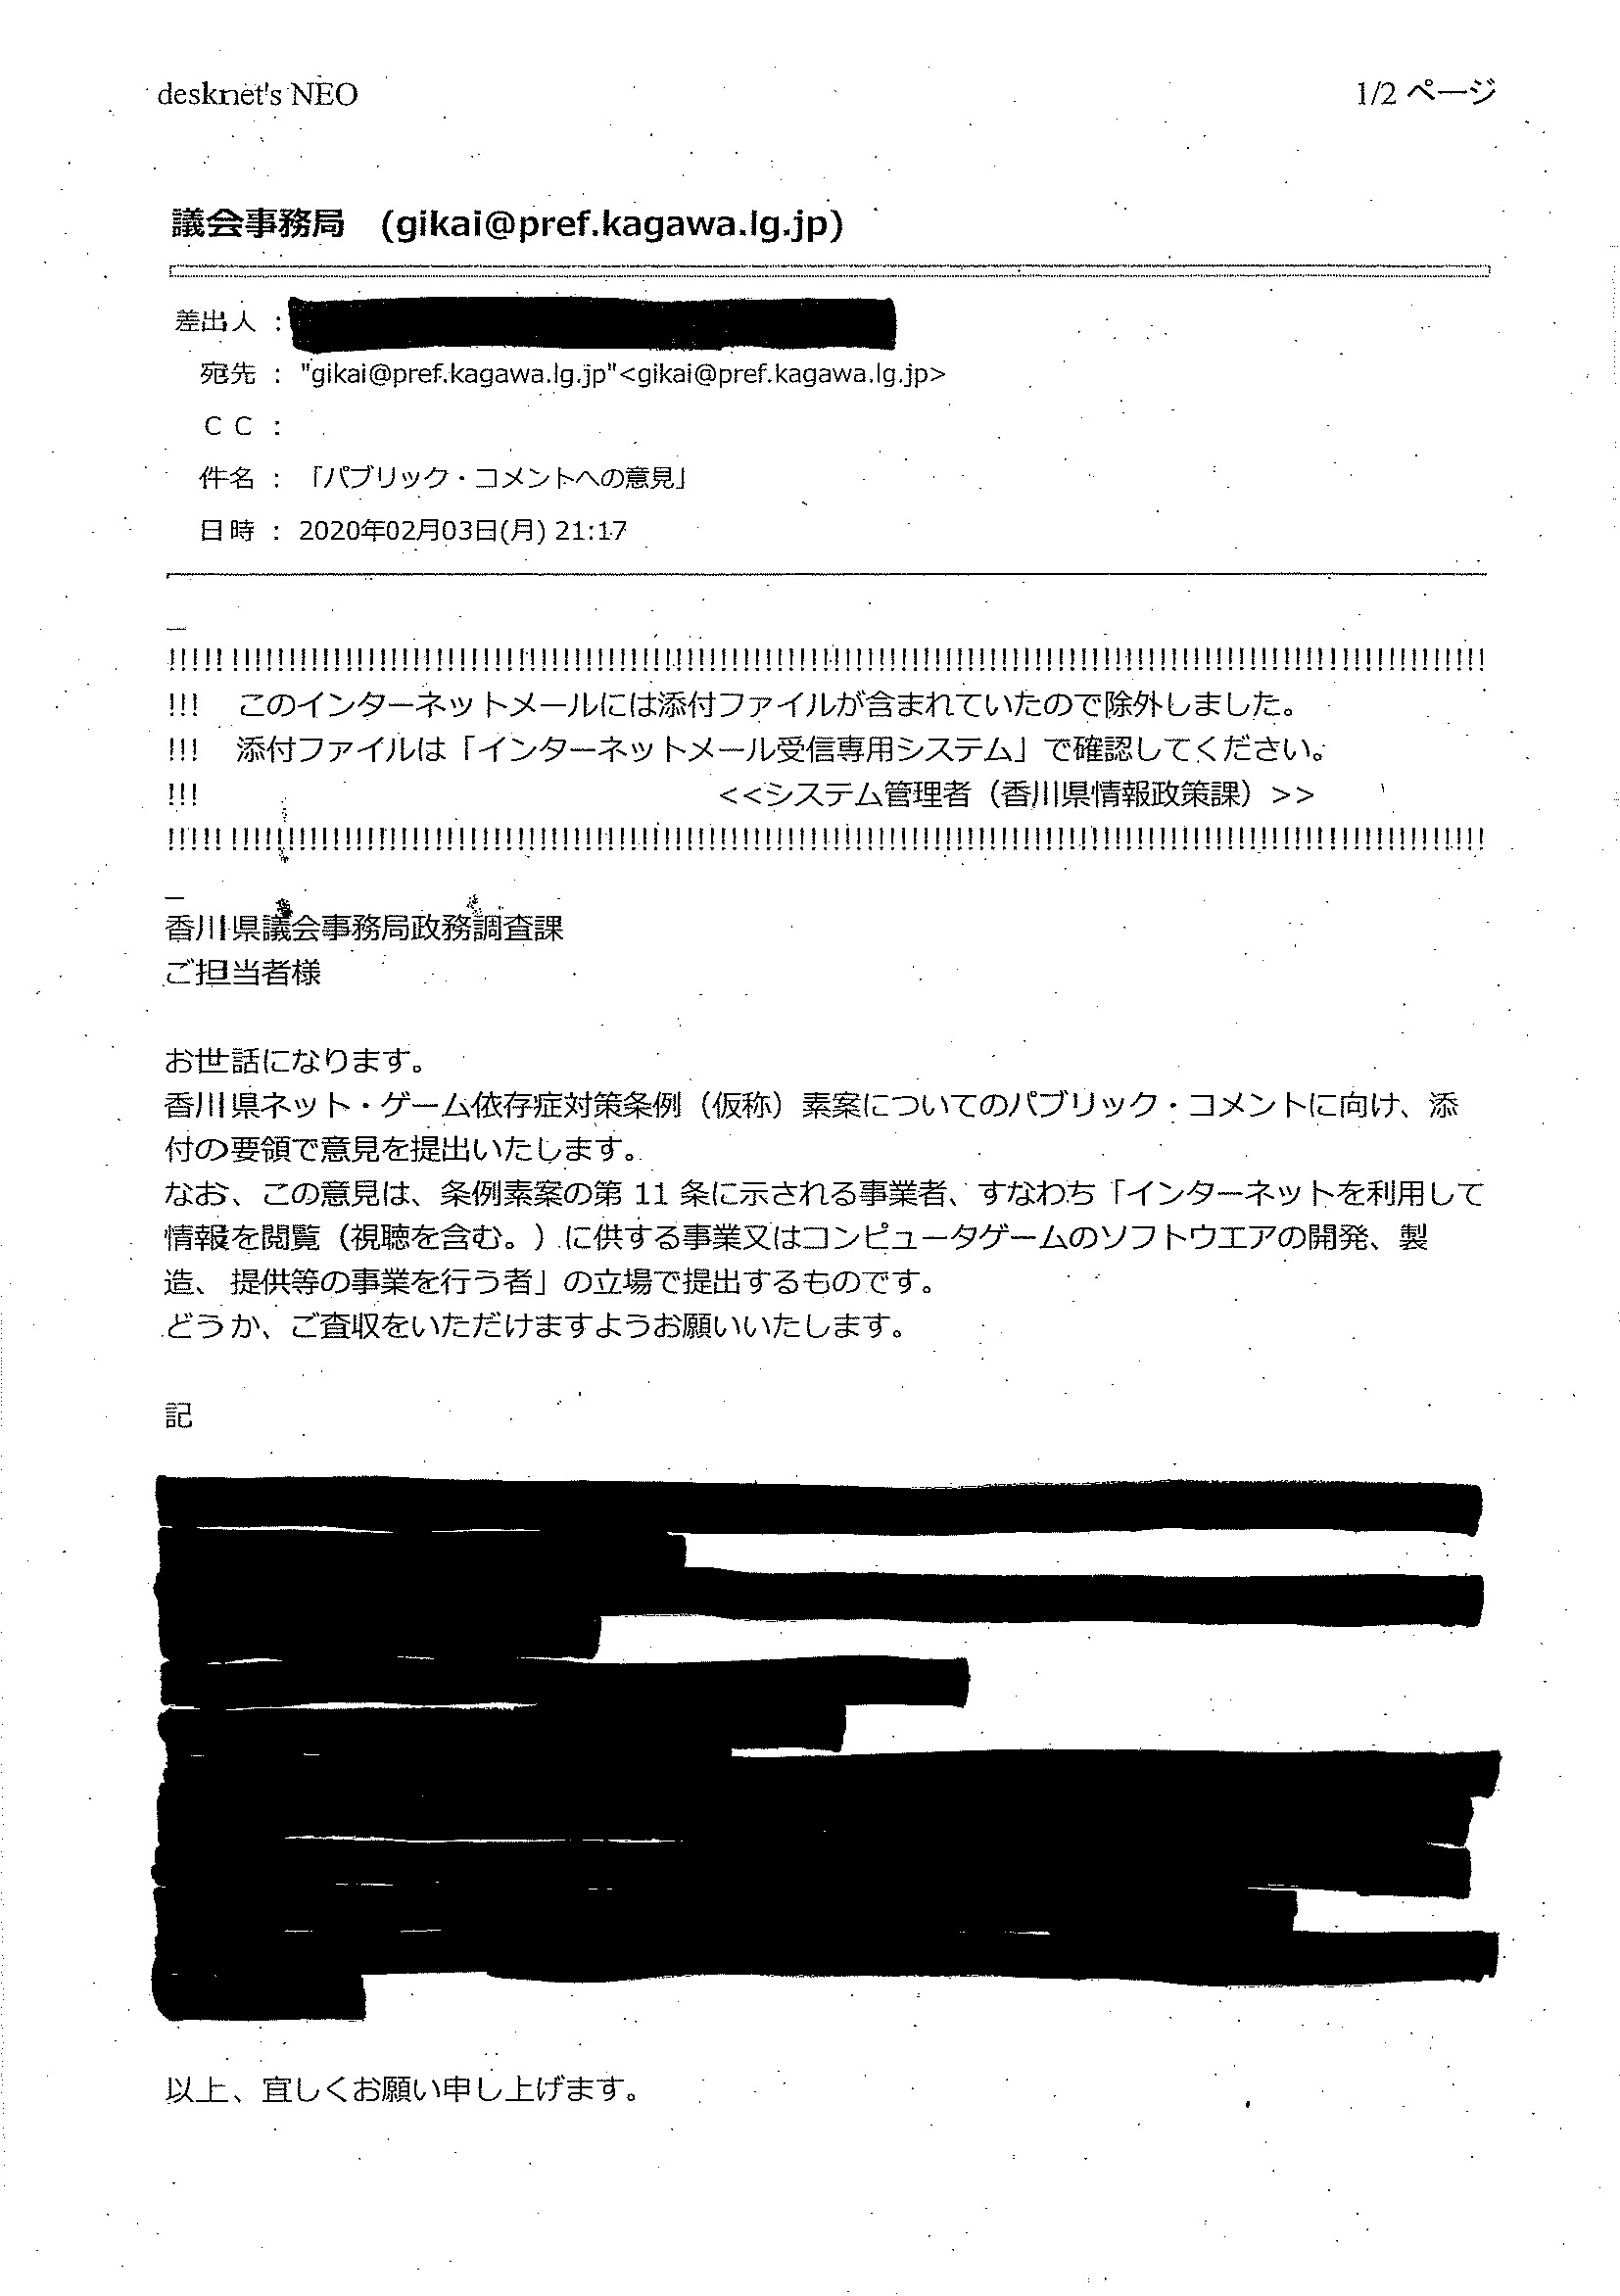 desknet's NEO 1/2 ページ
議会事務局 (gikai@pref.kagawa.lg.jp)
差出人 :
宛先 : "gikai@pref.kagawa.lg.jp"<gikai@pref.kagawa.lg.jp>
ＣＣ :
件名 : 「パブリック・コメントへの意見」
日時 : 2020年02月03日(月) 21:17
!!!!!!!!!!!!!!!!!!!!!!!!!!!!!!!!!!!!!!!!!!!!!!!!!!!!!!!!!!!!!!!!!!!!!!!!!!!!!!!!!!!!!!!!!!!!!!!!!!!!!!!!!!!!!!!!!!!!
!!! このインターネットメールには添付ファイルが含まれていたので除外しました。
!!! 添付ファイルは「インターネットメール受信専用システム」で確認してください。
!!! <<システム管理者（香川県情報政策課）>>
!!!!!!!!!!!!!!!!!!!!!!!!!!!!!!!!!!!!!!!!!!!!!!!!!!!!!!!!!!!!!!!!!!!!!!!!!!!!!!!!!!!!!!!!!!!!!!!!!!!!!!!!!!!!!!!!!!!!
香川県議会事務局政務調査課
ご担当者様
お世話になります。
香川県ネット・ゲーム依存症対策条例（仮称）素案についてのパブリック・コメントに向け、添
付の要領で意見を提出いたします。
なお、この意見は、条例素案の第 11 条に示される事業者、すなわち「インターネットを利用して
情報を閲覧（視聴を含む。）に供する事業又はコンピュータゲームのソフトウエアの開発、製
造、提供等の事業を行う者」の立場で提出するものです。
どうか、ご査収をいただけますようお願いいたします。
記
以上、宜しくお願い申し上げます。